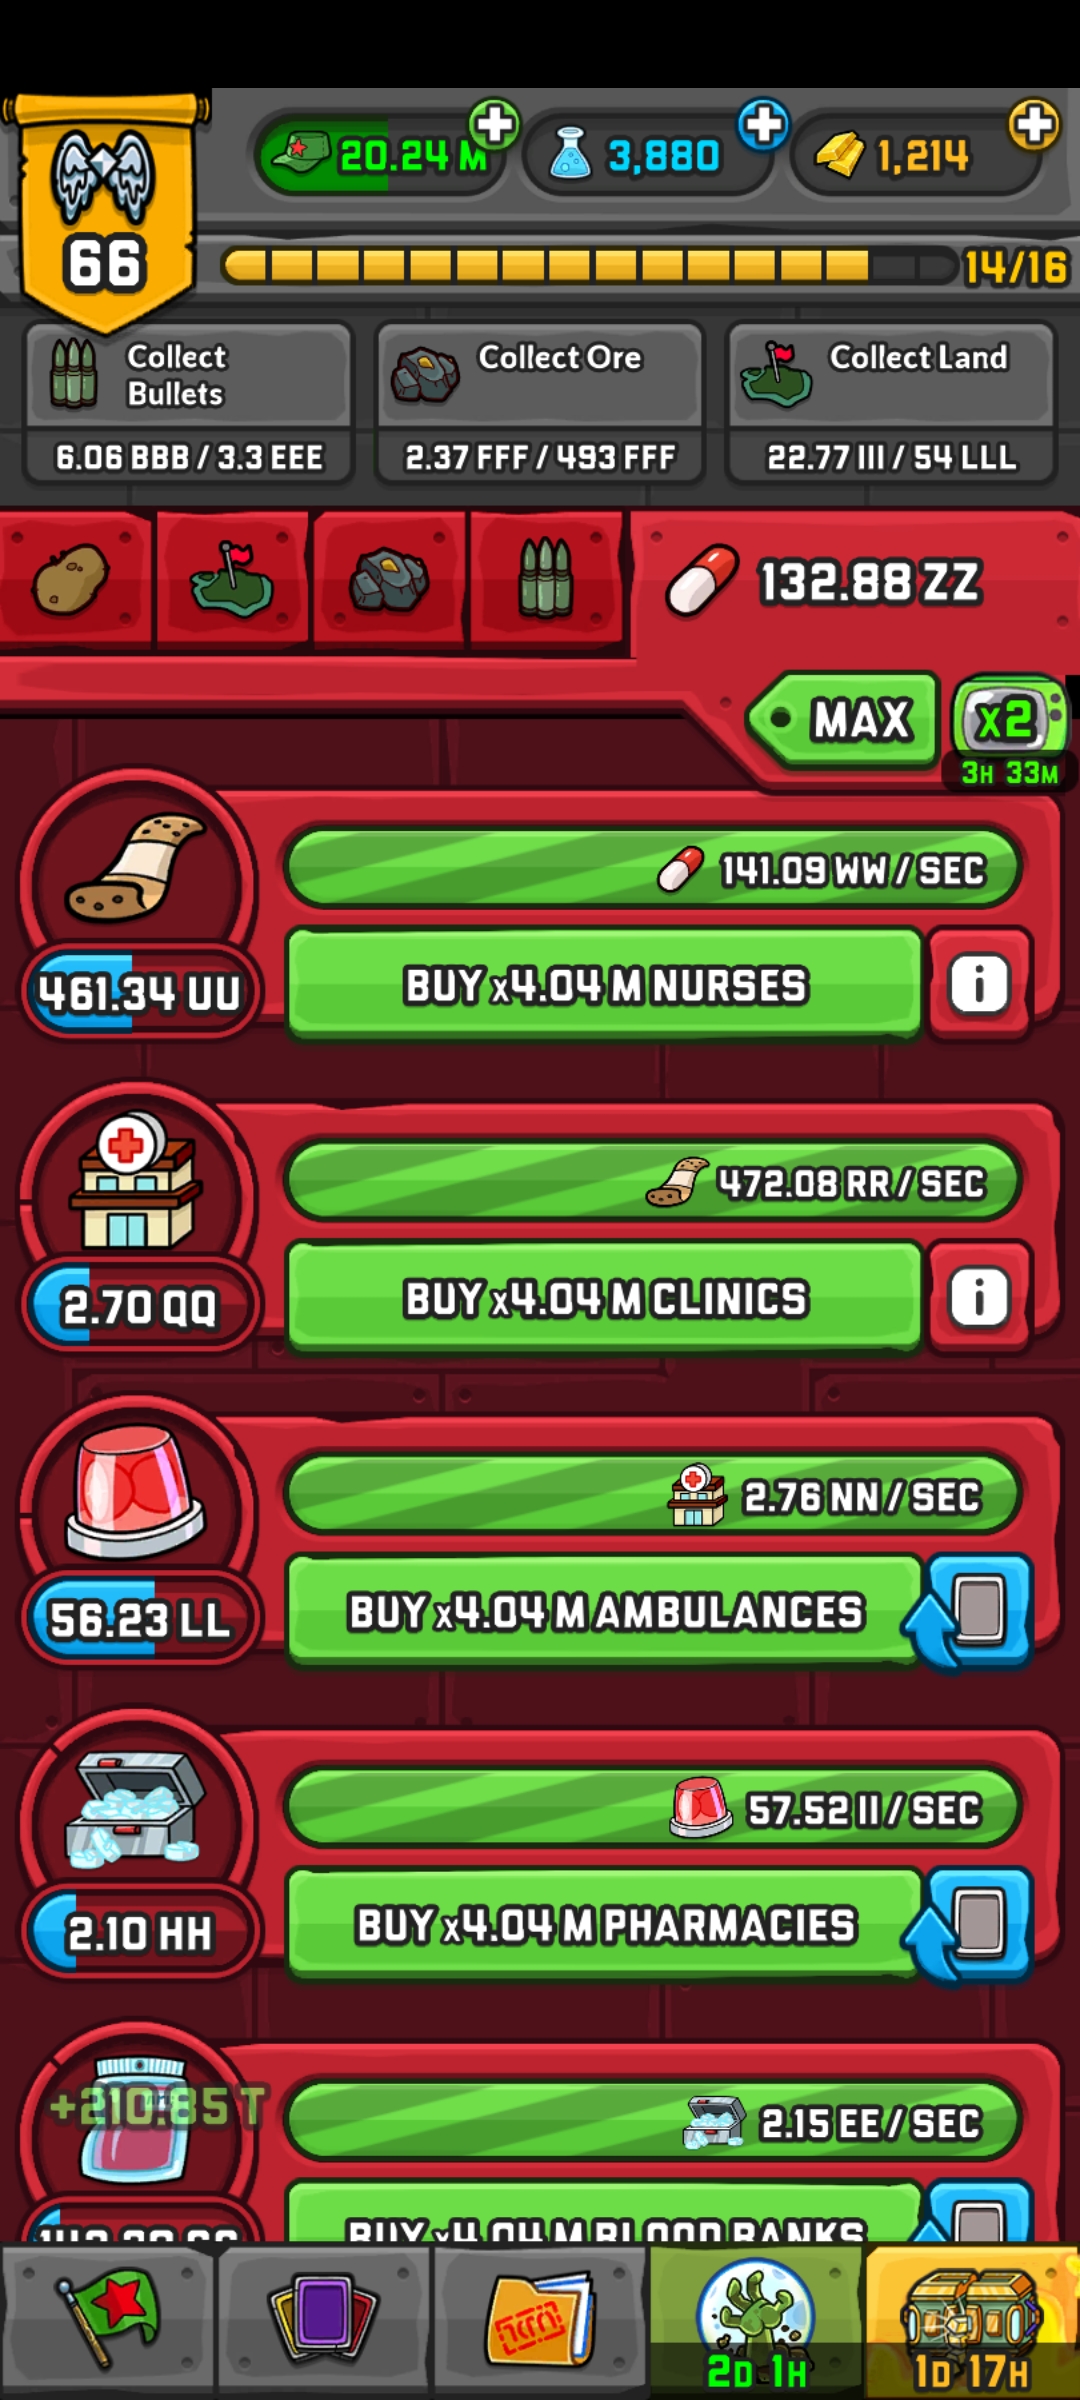 20.24 M
3,880
1,214
66
14/16
Collect
Bullets
Collect Ore
Collect Land
6.06 BBB / 3.3 EEE
2.37 FFF / 493 FFF
22.77 III / 54 LLL
132.88 ZZ
MAX
x2
3H 33M
141.09 WW / SEC
461.34 UU
BUY x4.04 M NURSES
i
472.08 RR / SEC
2.70 QQ
BUY x4.04 M CLINICS
i
2.76 NN / SEC
56.23 LL
BUY x4.04 M AMBULANCES
57.52 II / SEC
2.10 HH
BUY x4.04 M PHARMACIES
+210.85 T
2.15 EE / SEC
BUY x4.04 M BLOOD BANKS
2D 1H
1D 17H